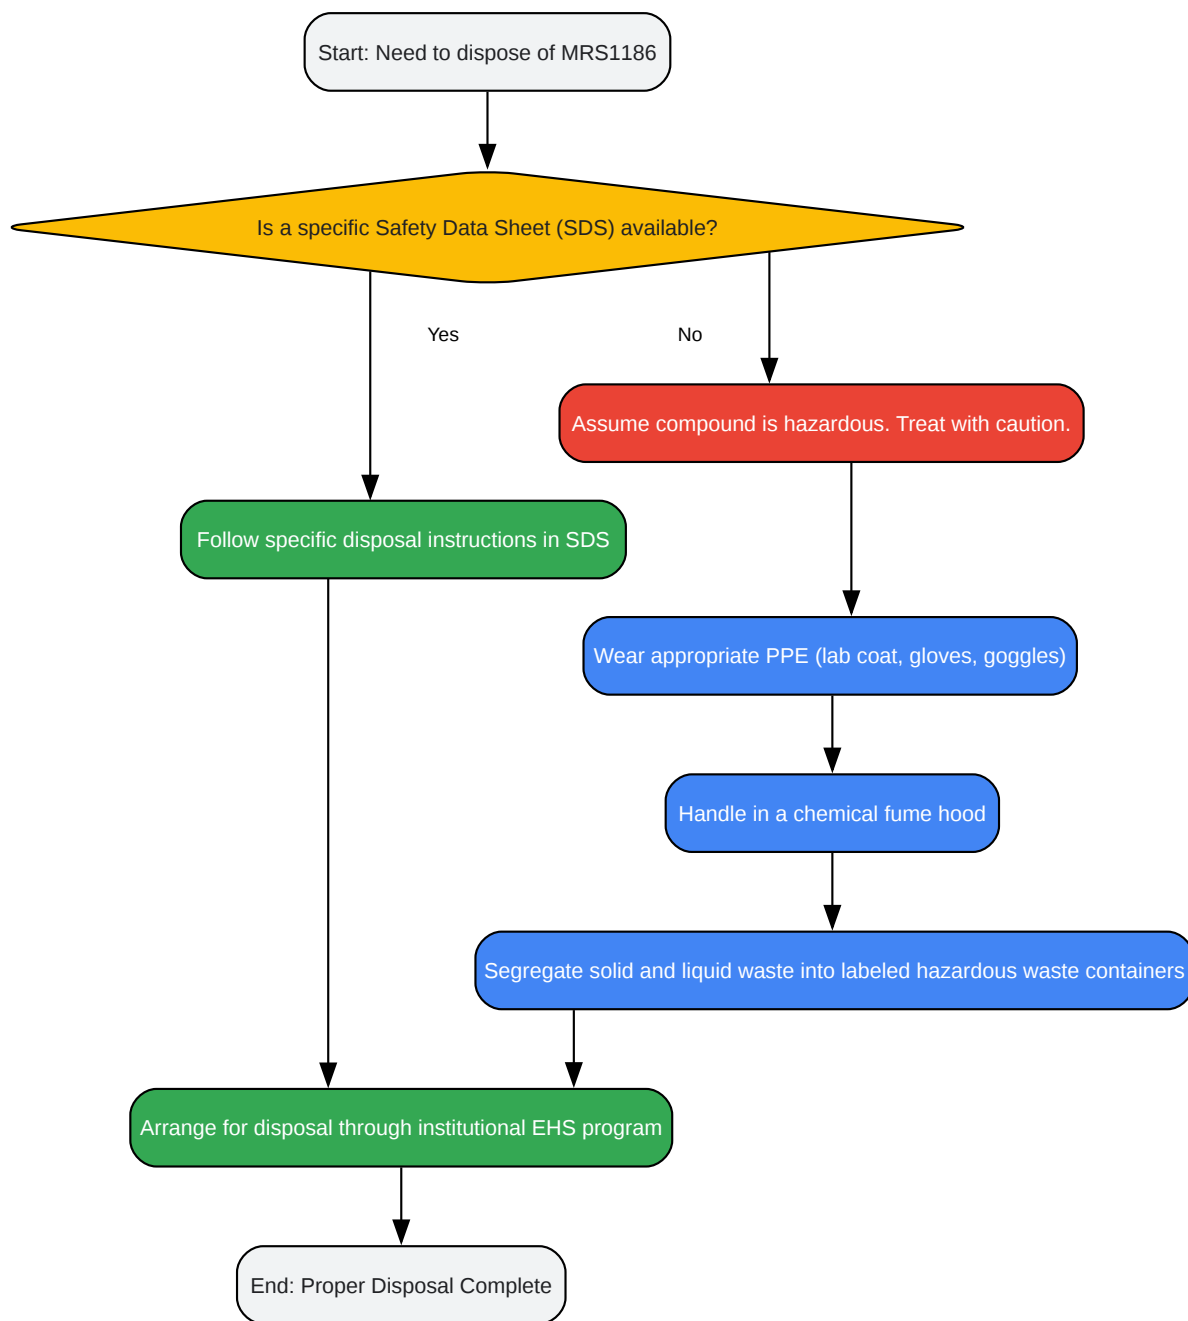 Start: Need to dispose of MRS1186
Is a specific Safety Data Sheet (SDS) available?
Yes
No
Assume compound is hazardous. Treat with caution.
Follow specific disposal instructions in SDS
Wear appropriate PPE (lab coat, gloves, goggles)
Handle in a chemical fume hood
Segregate solid and liquid waste into labeled hazardous waste containers
Arrange for disposal through institutional EHS program
End: Proper Disposal Complete